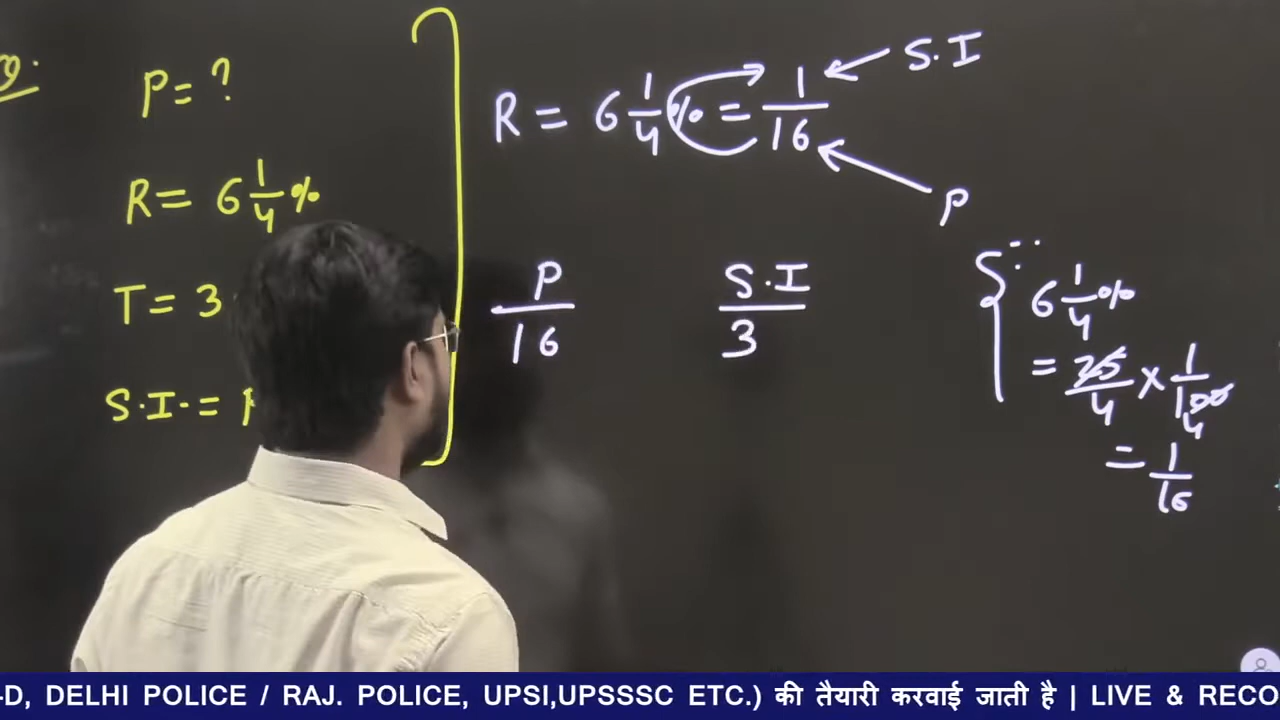 P = ?
R = 6 1/4 %
T = 3
S.I. =
R = 6 1/4 % = 1/16
S.I
P
P/16
S.I/3
6 1/4 %
= 25/4 × 1/100 4
= 1/16
-D, DELHI POLICE / RAJ. POLICE, UPSI,UPSSSC ETC.) की तैयारी करवाई जाती है | LIVE & RECO